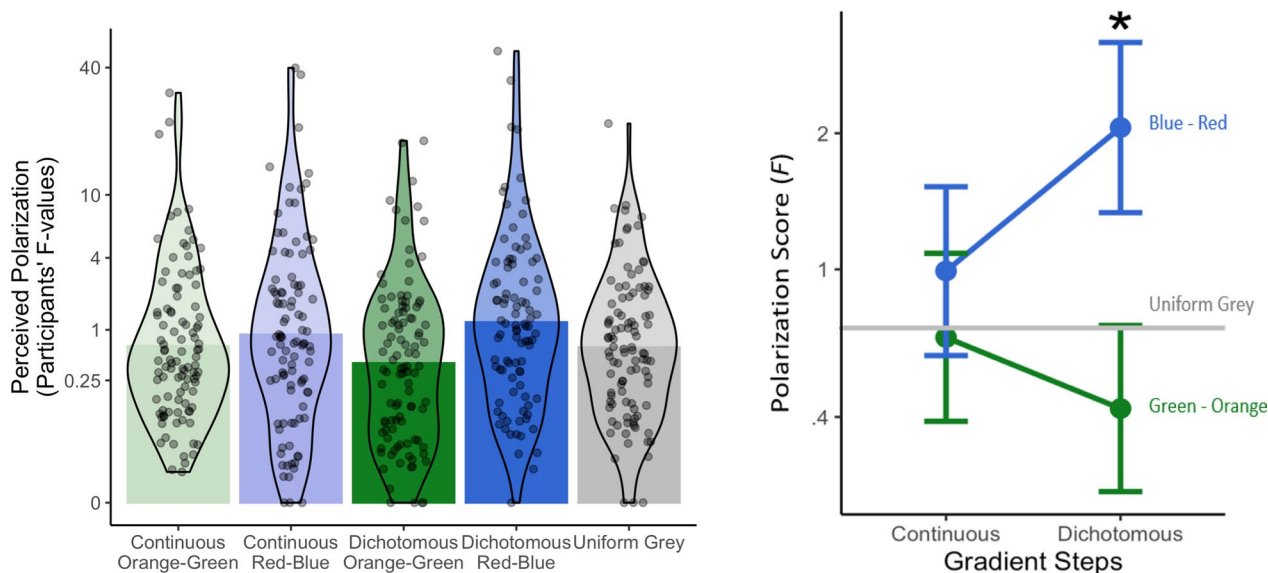 Perceived Polarization
(Participants' F-values)
40
10
4
1
0.25
0
Continuous
Orange-Green
Continuous
Red-Blue
Dichotomous
Orange-Green
Dichotomous
Red-Blue
Uniform Grey
Polarization Score (F)
2
1
.4
*
Blue - Red
Uniform Grey
Green - Orange
Continuous
Dichotomous
Gradient Steps